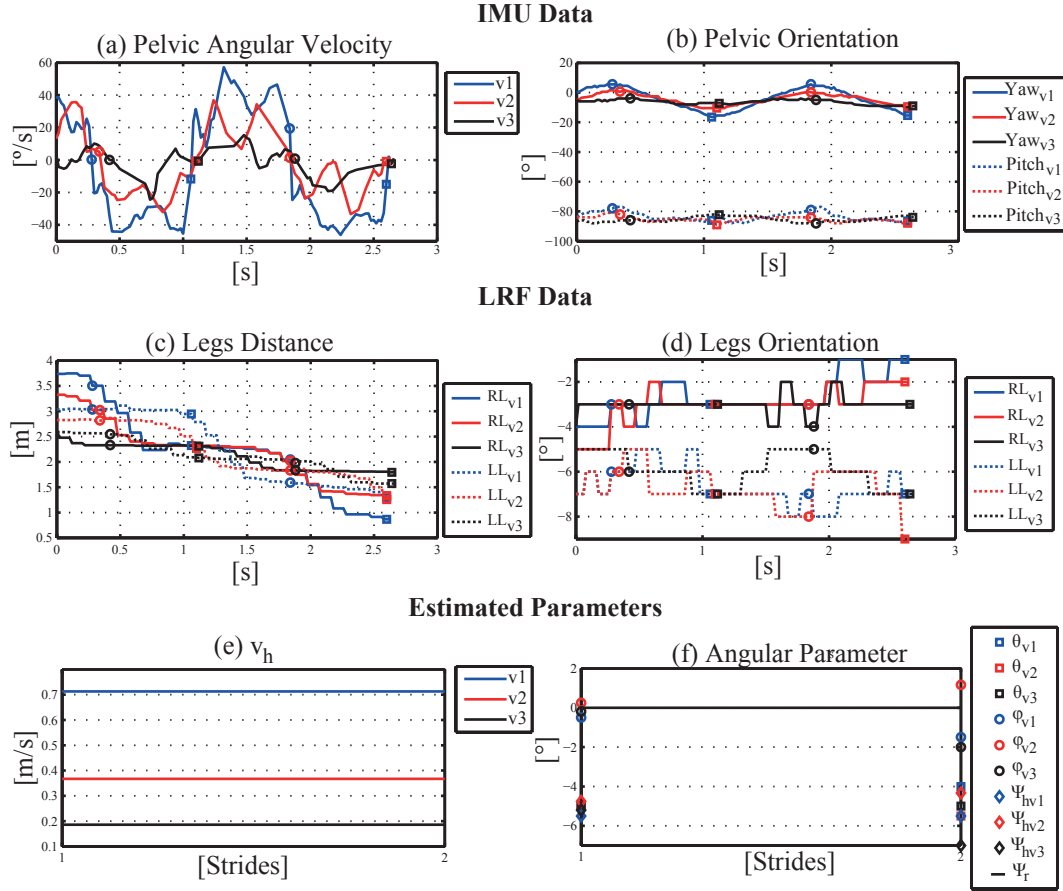 IMU Data
(a) Pelvic Angular Velocity
60
40
20
0
−20
−40
[º/s]
0 0.5 1 1.5 2 2.5 3
[s]
v1
v2
v3
(b) Pelvic Orientation
20
0
−20
−40
−60
−80
−100
[°]
0 1 2 3
[s]
Yaw_v1
Yaw_v2
Yaw_v3
Pitch_v1
Pitch_v2
Pitch_v3
LRF Data
(c) Legs Distance
4
3.5
3
2.5
2
1.5
1
0.5
[m]
0 0.5 1 1.5 2 2.5 3
[s]
RL_v1
RL_v2
RL_v3
LL_v1
LL_v2
LL_v3
(d) Legs Orientation
−2
−4
−6
−8
[°]
0 1 2 3
[s]
RL_v1
RL_v2
RL_v3
LL_v1
LL_v2
LL_v3
Estimated Parameters
(e) v_h
0.7
0.6
0.5
0.4
0.3
0.2
0.1
[m/s]
1 2
[Strides]
v1
v2
v3
(f) Angular Parameter
2
0
−2
−4
−6
[°]
1 2
[Strides]
θ_v1
θ_v2
θ_v3
φ_v1
φ_v2
φ_v3
Ψ_hv1
Ψ_hv2
Ψ_hv3
Ψ_r